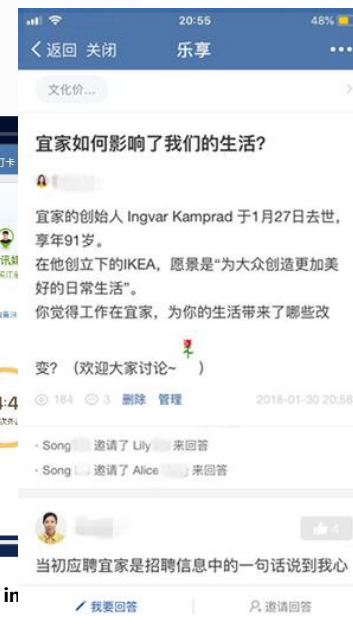 20:55
48%
返回 关闭
乐享
文化价...
宜家如何影响了我们的生活?
宜家的创始人 Ingvar Kamprad 于1月27日去世,
享年91岁。
在他创立下的IKEA,愿景是“为大众创造更加美
好的日常生活”。
你觉得工作在宜家,为你的生活带来了哪些改
变?(欢迎大家讨论~ )
184 3 删除 管理 2018-01-30 20:58
- Song 邀请了 Lily 来回答
- Song 邀请了 Alice 来回答
4
当初应聘宜家是招聘信息中的一句话说到我心
我要回答
邀请回答
打卡
in